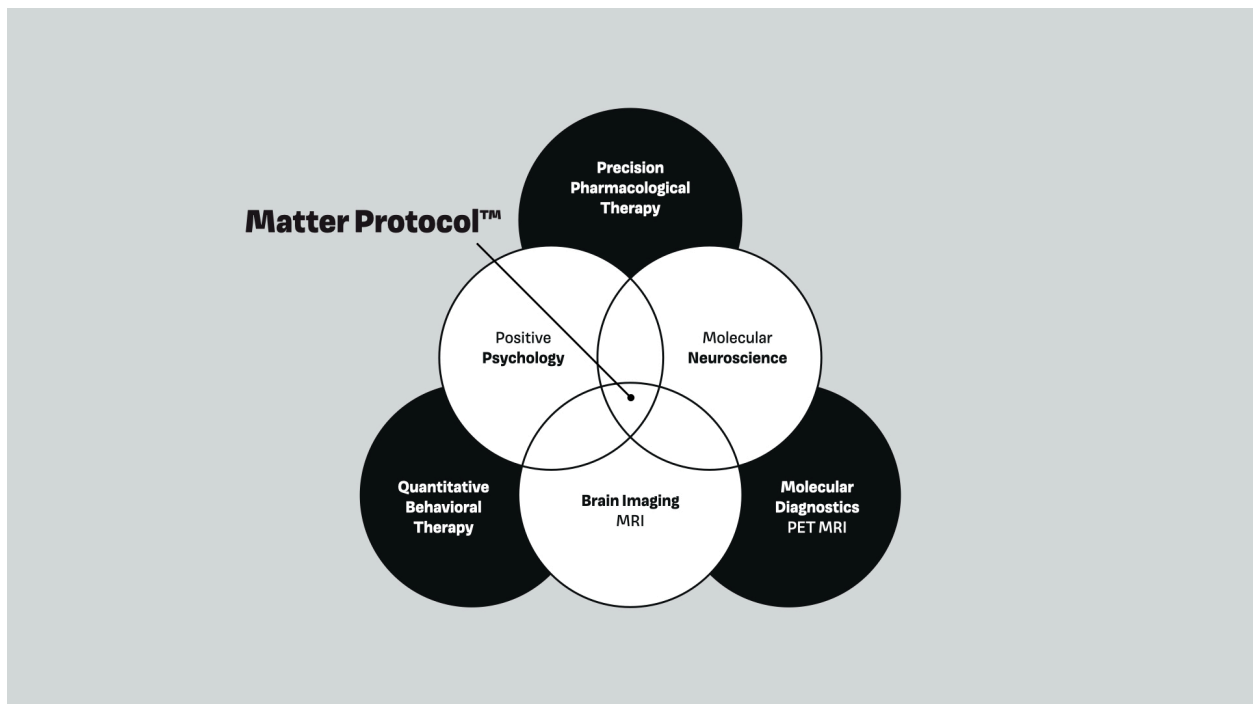 Precision
Pharmacological
Therapy
Matter Protocol™
Positive
Psychology
Molecular
Neuroscience
Quantitative
Behavioral
Therapy
Brain Imaging
MRI
Molecular
Diagnostics
PET MRI